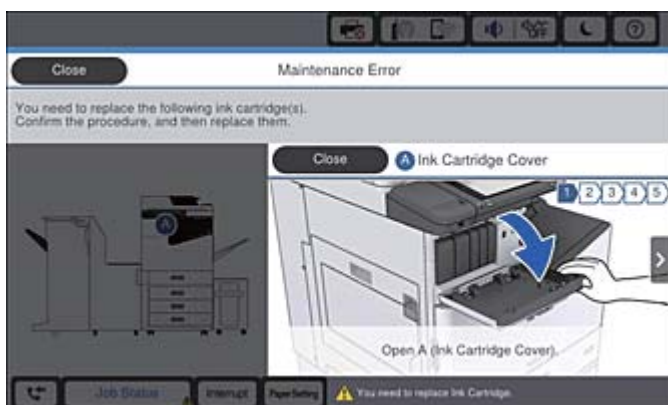 Close
Maintenance Error
You need to replace the following ink cartridge(s).
Confirm the procedure, and then replace them.
Close
A Ink Cartridge Cover
1 2 3 4 5
A
Open A (Ink Cartridge Cover).
Job Status
Interrupt
Paper Setting
You need to replace Ink Cartridge.